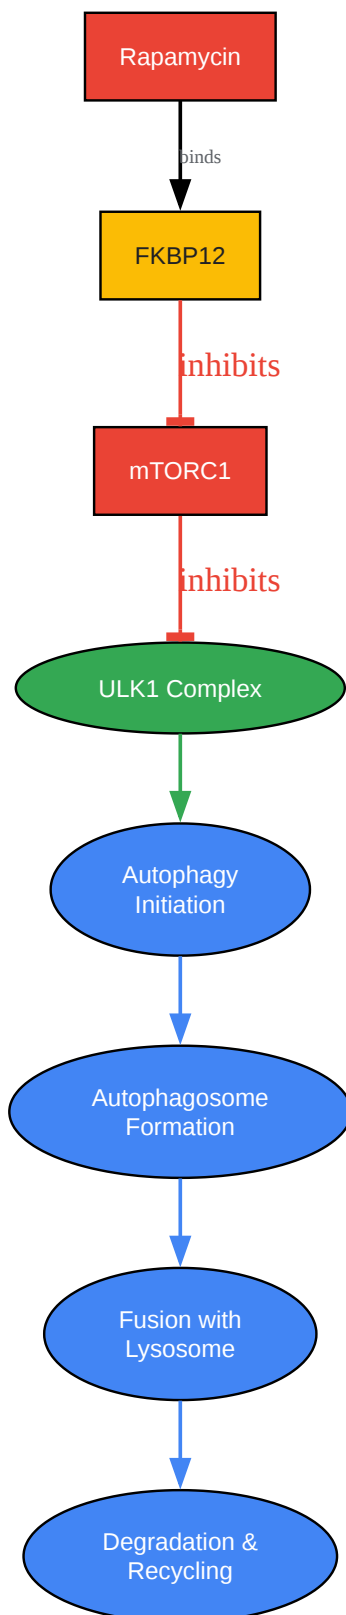 Rapamycin
binds
FKBP12
inhibits
mTORC1
inhibits
ULK1 Complex
Autophagy
Initiation
Autophagosome
Formation
Fusion with
Lysosome
Degradation &
Recycling